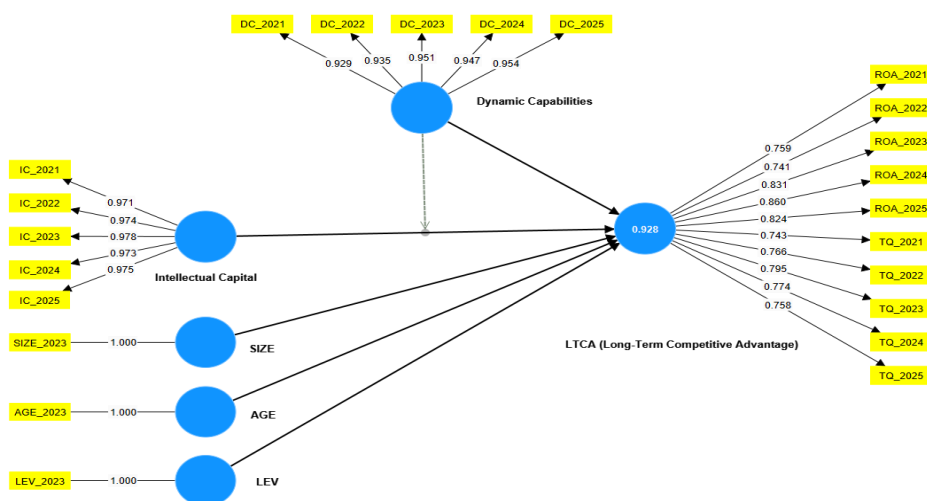 DC_2021
DC_2022
DC_2023
DC_2024
DC_2025
0.929
0.935
0.951
0.947
0.954
Dynamic Capabilities
IC_2021
IC_2022
IC_2023
IC_2024
IC_2025
0.971
0.974
0.978
0.973
0.975
Intellectual Capital
SIZE_2023
1.000
SIZE
AGE_2023
1.000
AGE
LEV_2023
1.000
LEV
0.928
LTCA (Long-Term Competitive Advantage)
0.759
0.741
0.831
0.860
0.824
0.743
0.766
0.795
0.774
0.758
ROA_2021
ROA_2022
ROA_2023
ROA_2024
ROA_2025
TQ_2021
TQ_2022
TQ_2023
TQ_2024
TQ_2025